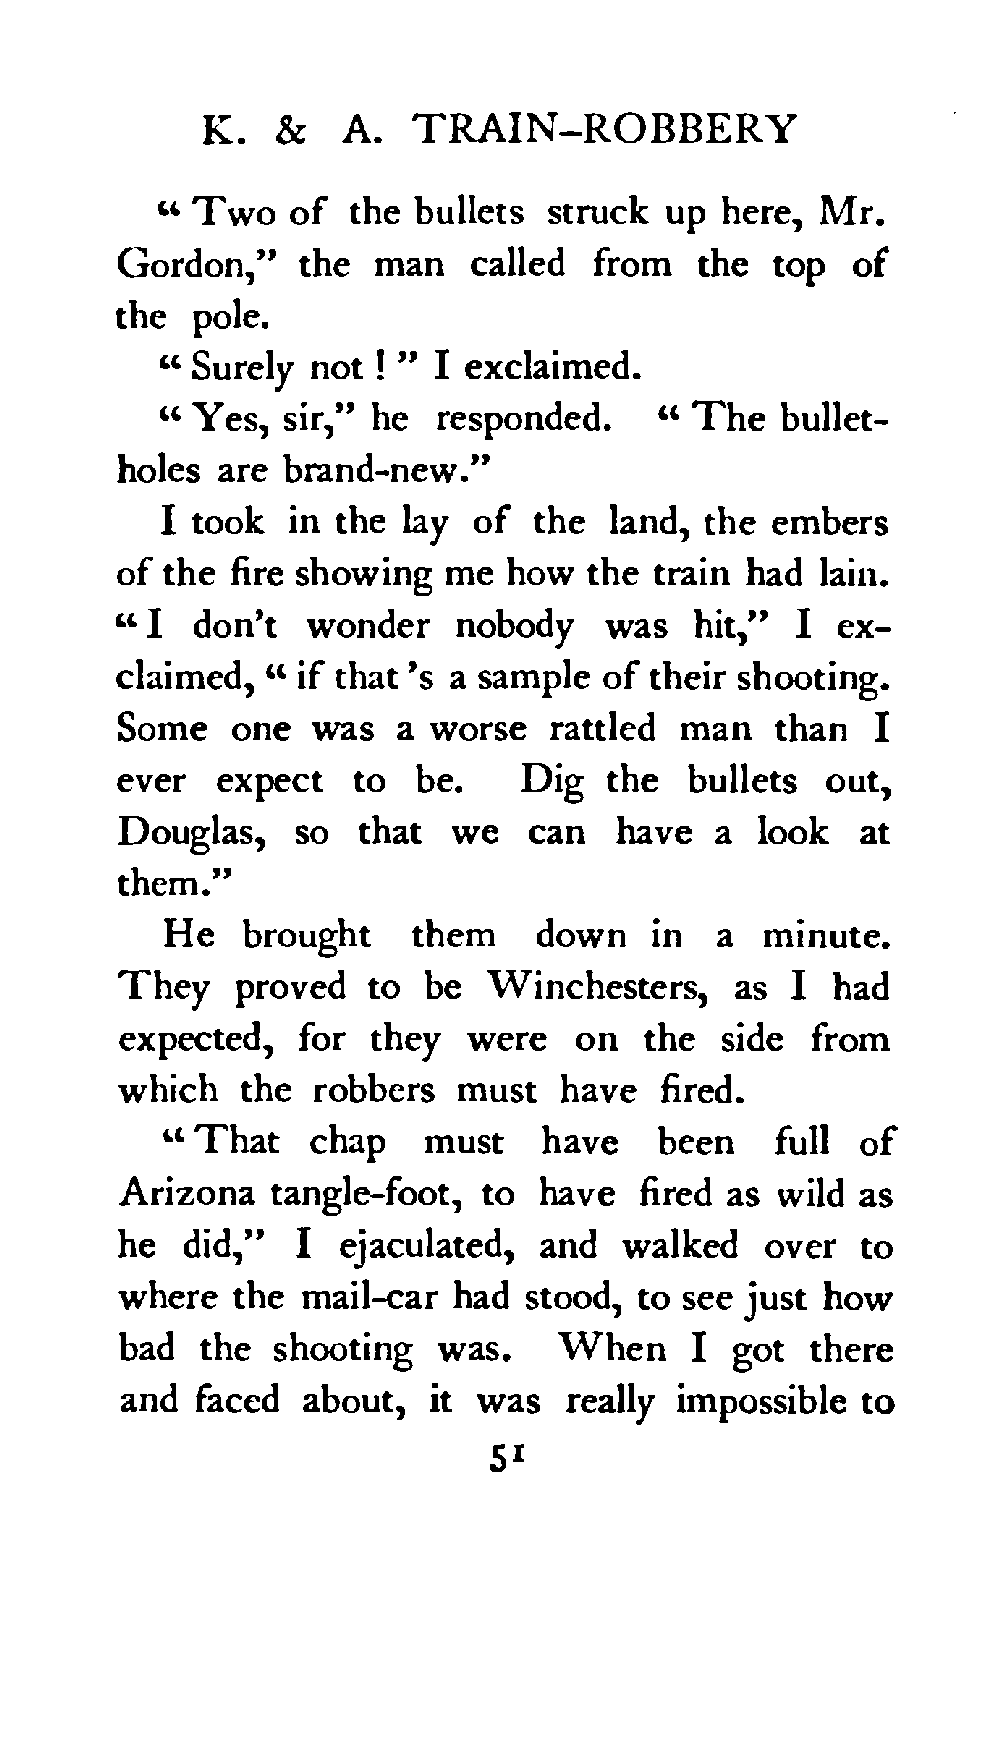 K. & A. TRAIN-ROBBERY
“ Two of the bullets struck up here, Mr.
Gordon,” the man called from the top of
the pole.
“ Surely not ! ” I exclaimed.
“ Yes, sir,” he responded. “ The bullet-
holes are brand-new.”
I took in the lay of the land, the embers
of the fire showing me how the train had lain.
“ I don’t wonder nobody was hit,” I ex-
claimed, “ if that ’s a sample of their shooting.
Some one was a worse rattled man than I
ever expect to be. Dig the bullets out,
Douglas, so that we can have a look at
them.”
He brought them down in a minute.
They proved to be Winchesters, as I had
expected, for they were on the side from
which the robbers must have fired.
“ That chap must have been full of
Arizona tangle-foot, to have fired as wild as
he did,” I ejaculated, and walked over to
where the mail-car had stood, to see just how
bad the shooting was. When I got there
and faced about, it was really impossible to
51